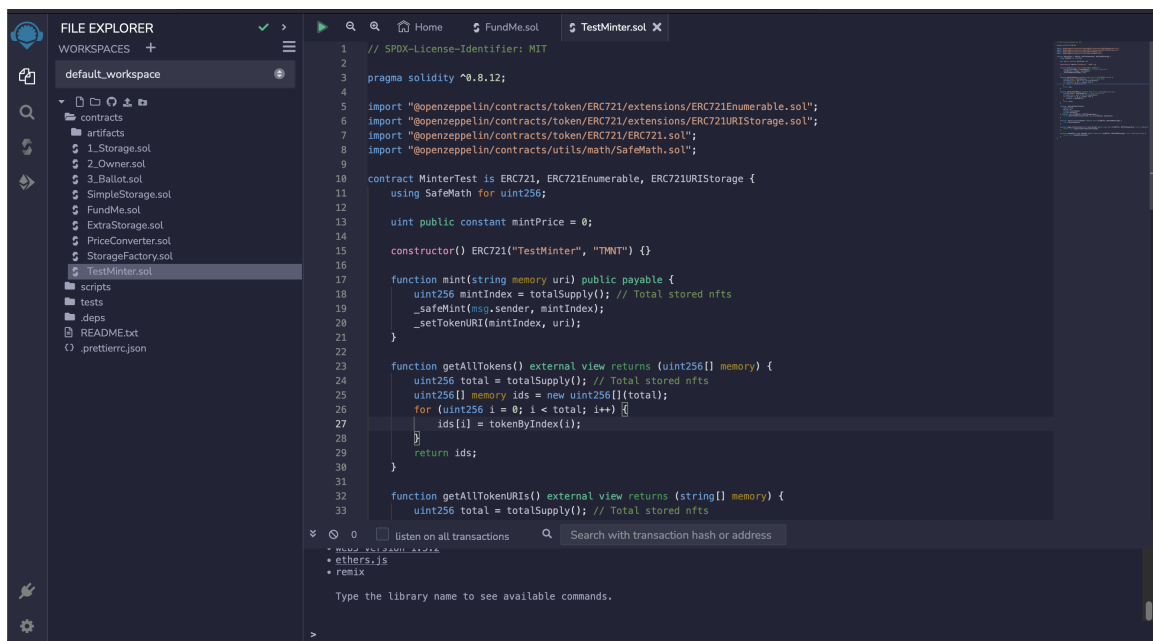 FILE EXPLORER
WORKSPACES +
default_workspace
contracts
artifacts
1_Storage.sol
2_Owner.sol
3_Ballot.sol
SimpleStorage.sol
FundMe.sol
ExtraStorage.sol
PriceConverter.sol
StorageFactory.sol
TestMinter.sol
scripts
tests
.deps
README.txt
.prettierrc.json
Home FundMe.sol TestMinter.sol
1 // SPDX-License-Identifier: MIT
2
3 pragma solidity ^0.8.12;
4
5 import "@openzeppelin/contracts/token/ERC721/extensions/ERC721Enumerable.sol";
6 import "@openzeppelin/contracts/token/ERC721/extensions/ERC721URIStorage.sol";
7 import "@openzeppelin/contracts/token/ERC721/ERC721.sol";
8 import "@openzeppelin/contracts/utils/math/SafeMath.sol";
9
10 contract MinterTest is ERC721, ERC721Enumerable, ERC721URIStorage {
11 using SafeMath for uint256;
12
13 uint public constant mintPrice = 0;
14
15 constructor() ERC721("TestMinter", "TMNT") {}
16
17 function mint(string memory uri) public payable {
18 uint256 mintIndex = totalSupply(); // Total stored nfts
19 _safeMint(msg.sender, mintIndex);
20 _setTokenURI(mintIndex, uri);
21 }
22
23 function getAllTokens() external view returns (uint256[] memory) {
24 uint256 total = totalSupply(); // Total stored nfts
25 uint256[] memory ids = new uint256[](total);
26 for (uint256 i = 0; i < total; i++) {
27 ids[i] = tokenByIndex(i);
28 }
29 return ids;
30 }
31
32 function getAllTokenURIs() external view returns (string[] memory) {
33 uint256 total = totalSupply(); // Total stored nfts
0 listen on all transactions Search with transaction hash or address
web3 version 1.5.2
ethers.js
remix
Type the library name to see available commands.
>